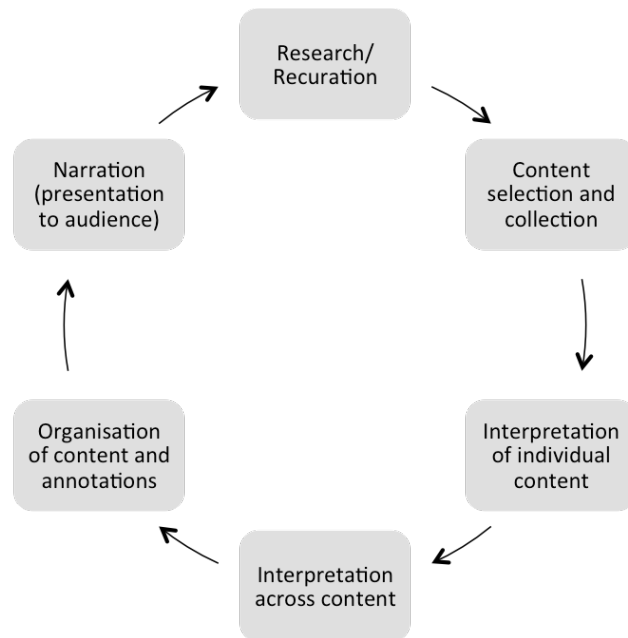 Research/
Recuration
Content
selection and
collection
Interpretation
of individual
content
Interpretation
across content
Organisation
of content and
annotations
Narration
(presentation
to audience)